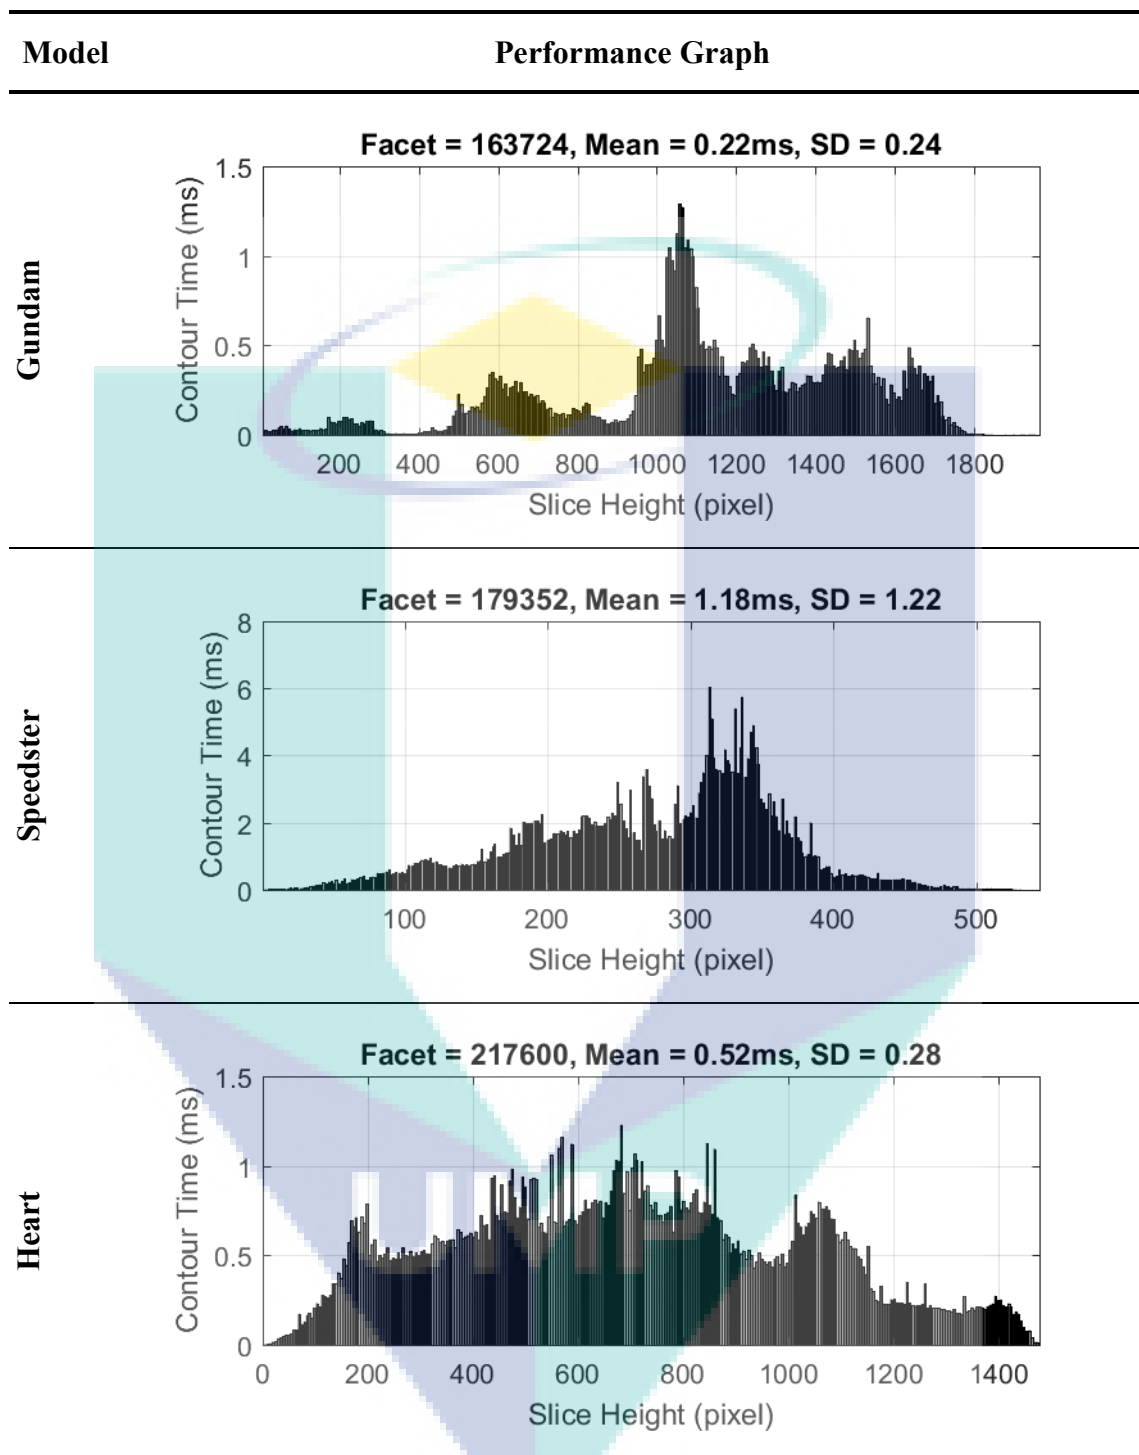 Model Performance Graph
Gundam
Facet = 163724, Mean = 0.22ms, SD = 0.24
Contour Time (ms)
1.5
1
0.5
0
200 400 600 800 1000 1200 1400 1600 1800
Slice Height (pixel)
Speedster
Facet = 179352, Mean = 1.18ms, SD = 1.22
Contour Time (ms)
8
6
4
2
0
100 200 300 400 500
Slice Height (pixel)
Heart
Facet = 217600, Mean = 0.52ms, SD = 0.28
Contour Time (ms)
1.5
1
0.5
0
0 200 400 600 800 1000 1200 1400
Slice Height (pixel)
UMP